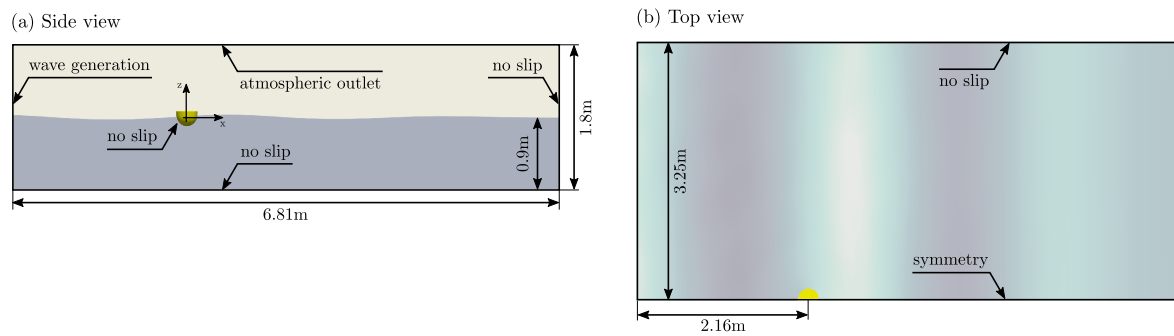 (a) Side view
wave generation
atmospheric outlet
no slip
z
x
no slip
no slip
0.9m
1.8m
6.81m
(b) Top view
no slip
3.25m
symmetry
2.16m